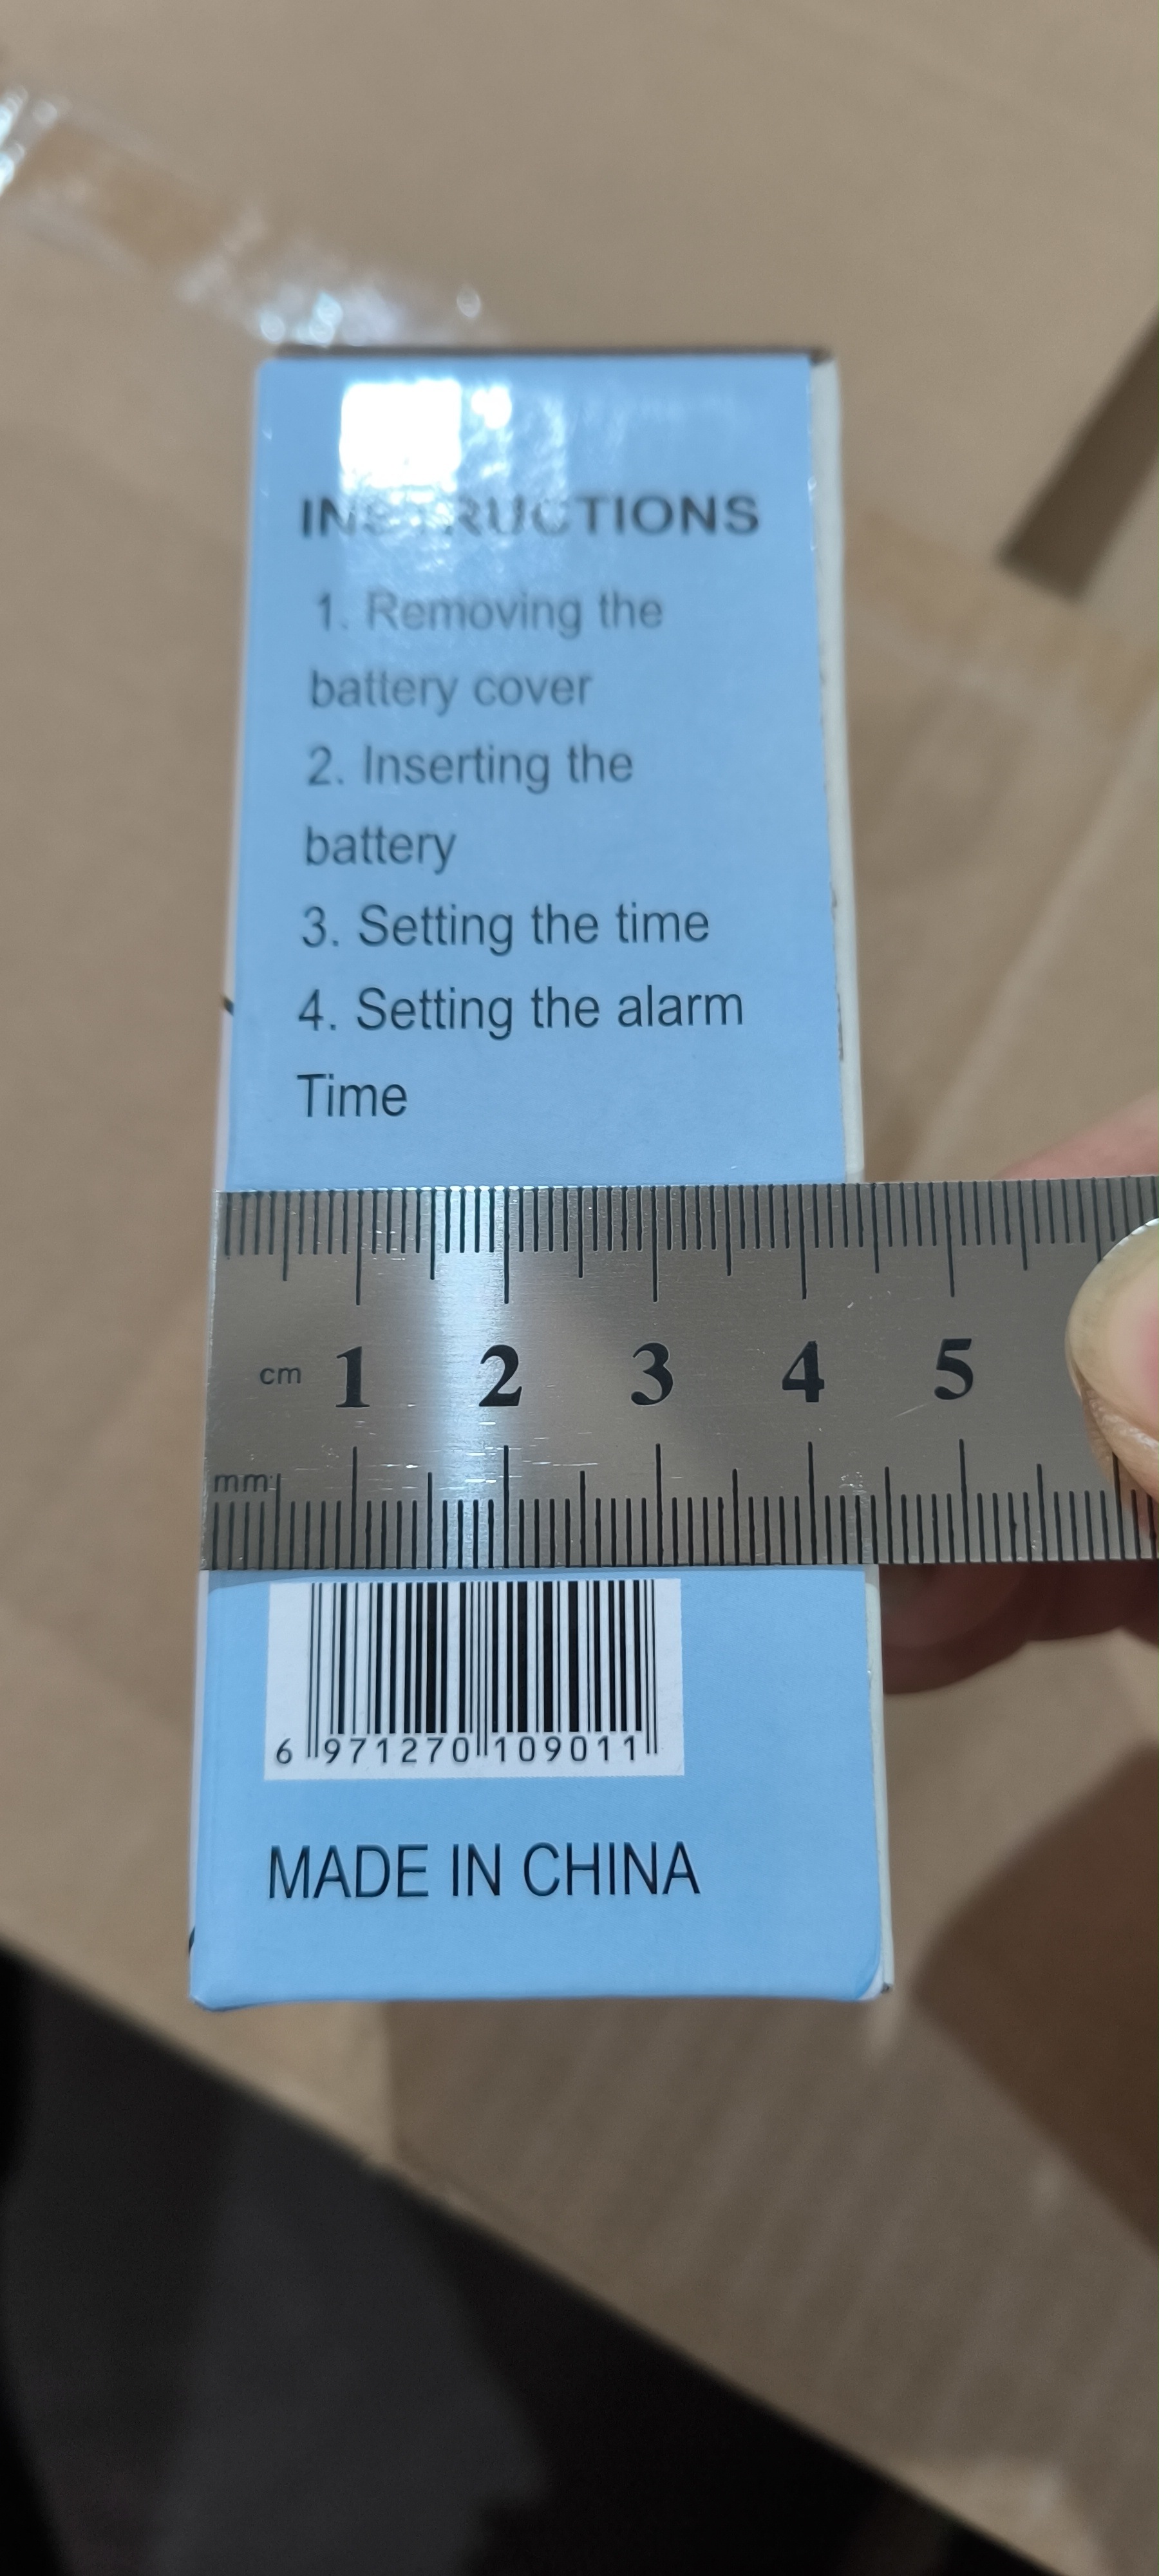 INSTRUCTIONS
1. Removing the
battery cover
2. Inserting the
battery
3. Setting the time
4. Setting the alarm
Time
cm 1 2 3 4 5
mm
6 971270 109011
MADE IN CHINA